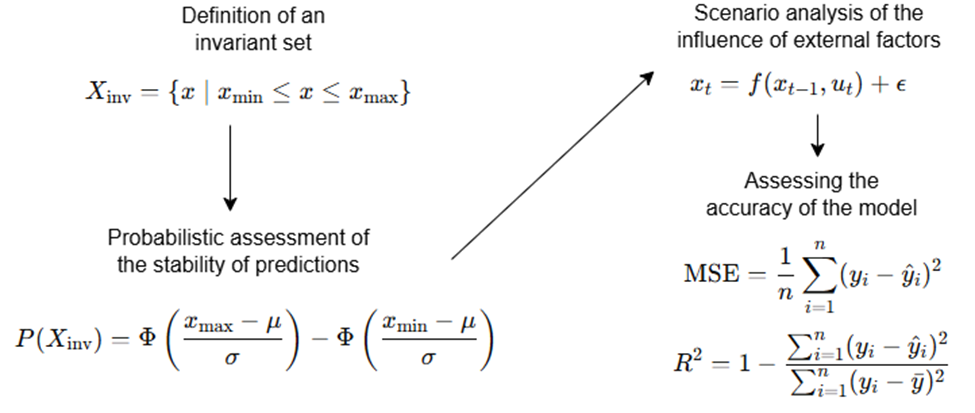 Definition of an
invariant set
X_inv = {x | x_min ≤ x ≤ x_max}
Probabilistic assessment of
the stability of predictions
P(X_inv) = Φ((x_max − μ)/σ) − Φ((x_min − μ)/σ)
Scenario analysis of the
influence of external factors
x_t = f(x_{t−1}, u_t) + ϵ
Assessing the
accuracy of the model
MSE = 1/n ∑_{i=1}^{n} (y_i − ŷ_i)²
R² = 1 − ∑_{i=1}^{n}(y_i − ŷ_i)² / ∑_{i=1}^{n}(y_i − ȳ)²